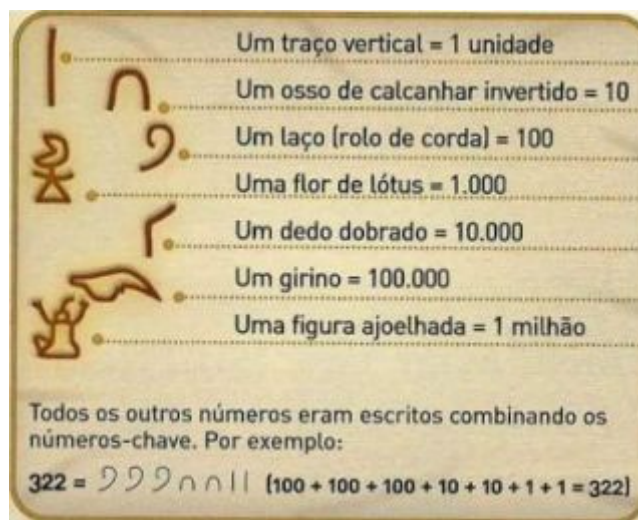 Um traço vertical = 1 unidade
Um osso de calcanhar invertido = 10
Um laço (rolo de corda) = 100
Uma flor de lótus = 1.000
Um dedo dobrado = 10.000
Um girino = 100.000
Uma figura ajoelhada = 1 milhão
Todos os outros números eram escritos combinando os
números-chave. Por exemplo:
322 = 𓍢𓍢𓍢𓎆𓎆𓏺𓏺 (100 + 100 + 100 + 10 + 10 + 1 + 1 = 322)